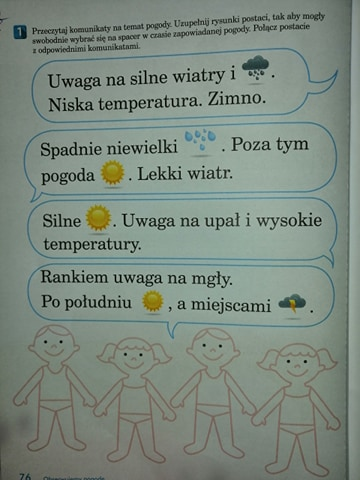 1 Przeczytaj komunikaty na temat pogody. Uzupełnij rysunki postaci, tak aby mogły
swobodnie wybrać się na spacer w czasie zapowiadanej pogody. Połącz postacie
z odpowiednimi komunikatami.
Uwaga na silne wiatry i .
Niska temperatura. Zimno.
Spadnie niewielki . Poza tym
pogoda . Lekki wiatr.
Silne . Uwaga na upał i wysokie
temperatury.
Rankiem uwaga na mgły.
Po południu , a miejscami .
76 Obserwujemy pogodę